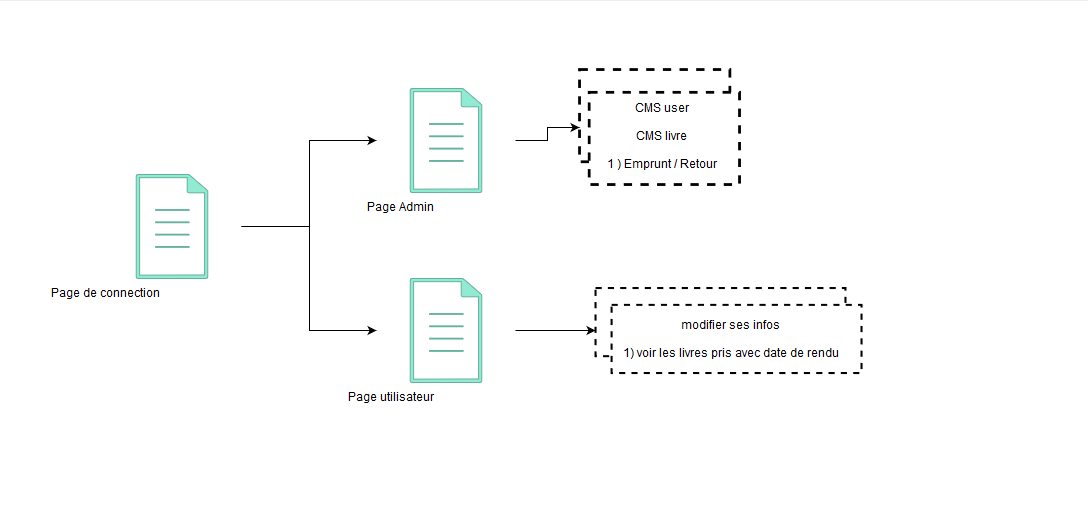 CMS user
CMS livre
1 ) Emprunt / Retour
Page Admin
Page de connection
modifier ses infos
1) voir les livres pris avec date de rendu
Page utilisateur